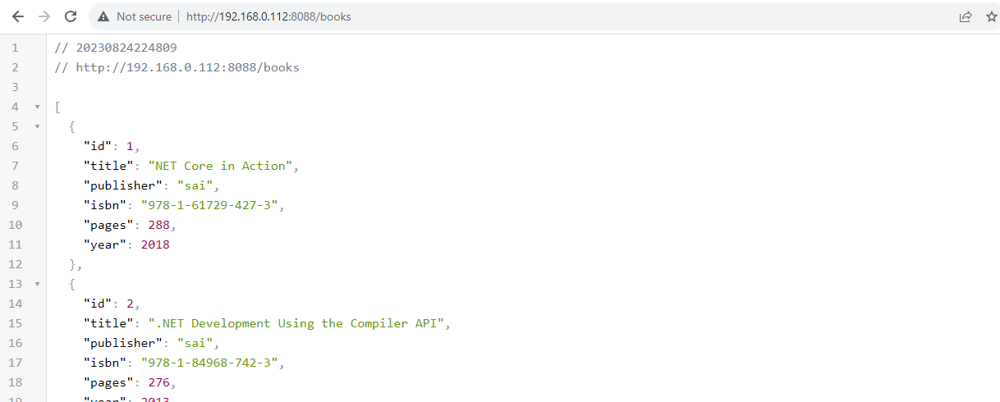 Not secure | http://192.168.0.112:8088/books
1 // 20230824224809
2 // http://192.168.0.112:8088/books
3
4 [
5 {
6 "id": 1,
7 "title": "NET Core in Action",
8 "publisher": "sai",
9 "isbn": "978-1-61729-427-3",
10 "pages": 288,
11 "year": 2018
12 },
13 {
14 "id": 2,
15 "title": ".NET Development Using the Compiler API",
16 "publisher": "sai",
17 "isbn": "978-1-84968-742-3",
18 "pages": 276,
19 "year": 2013